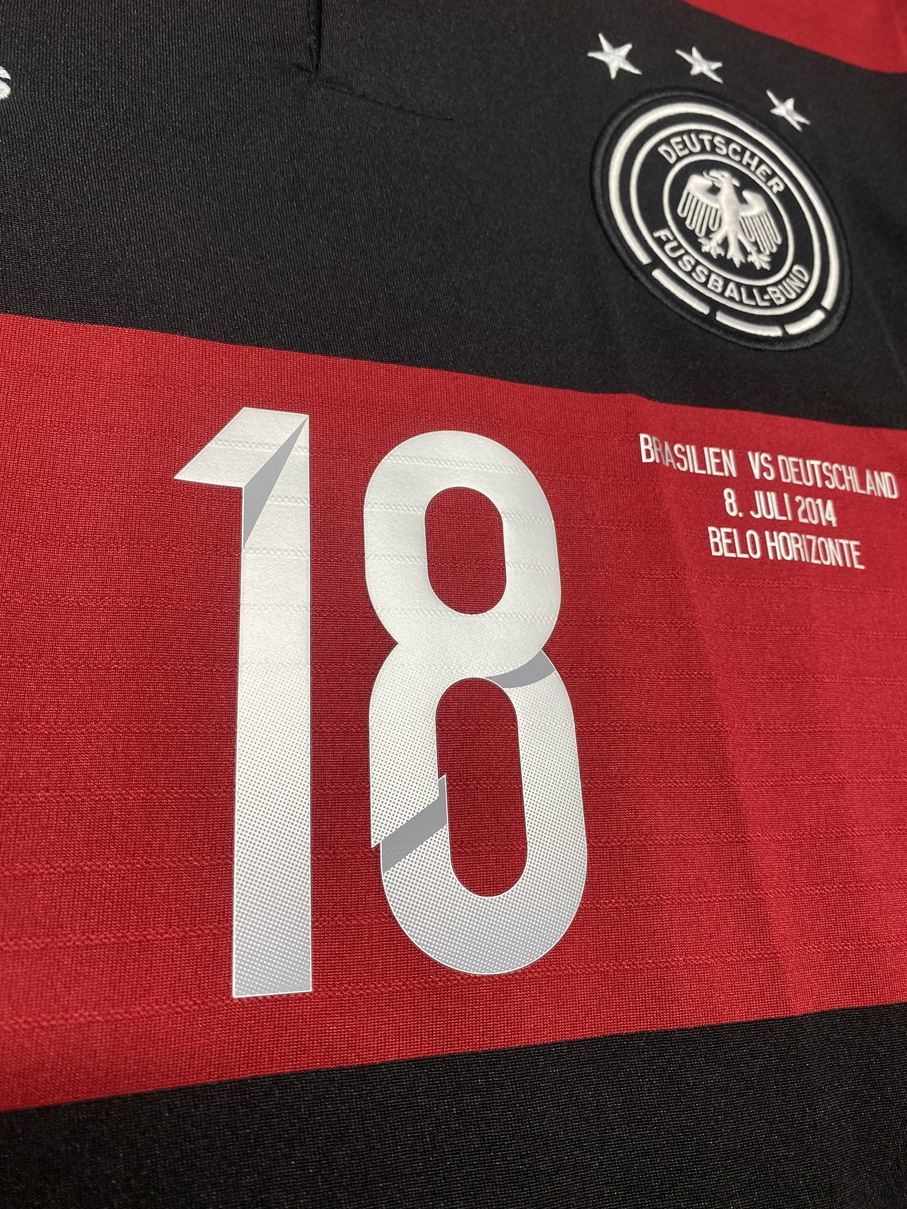 DEUTSCHER
FUSSBALL-BUND
BRASILIEN VS DEUTSCHLAND
8. JULI 2014
BELO HORIZONTE
18